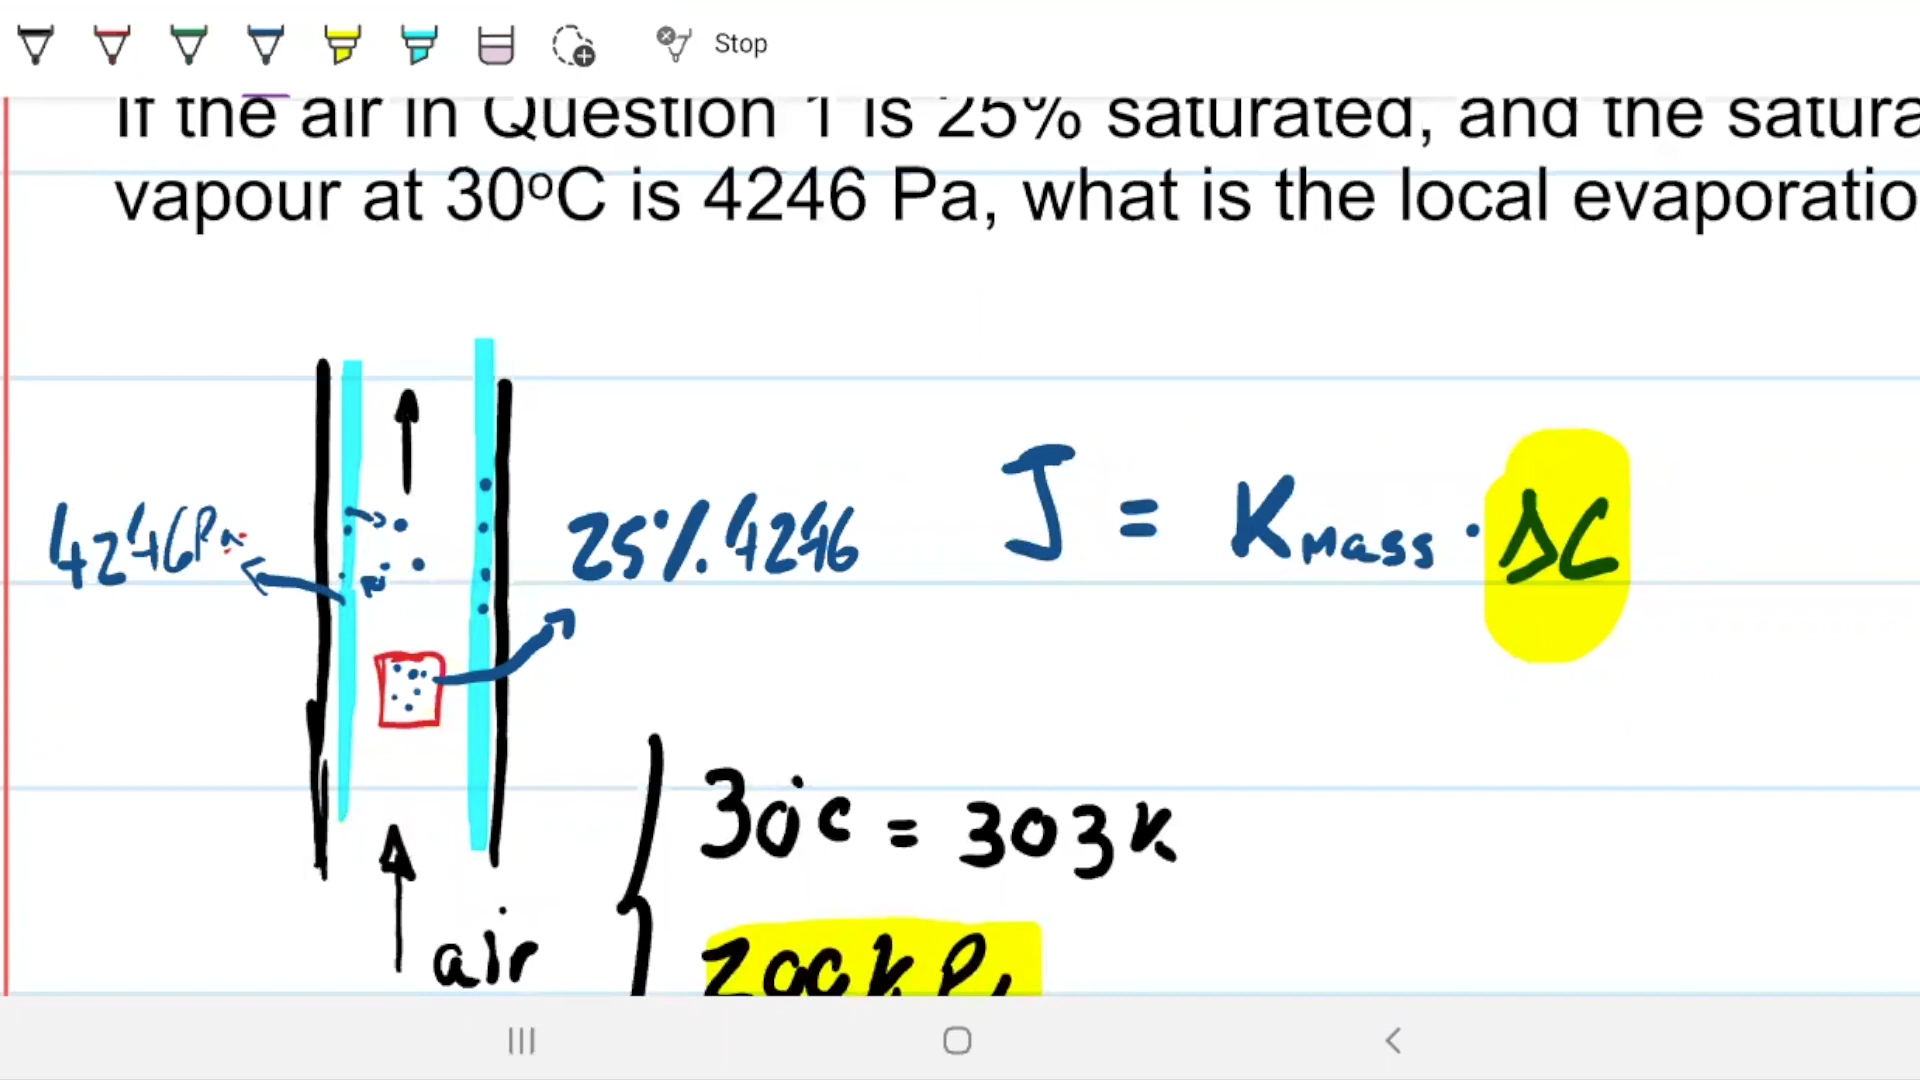 Stop
If the air in Question 1 is 25% saturated, and the satura
vapour at 30ºC is 4246 Pa, what is the local evaporatio
4246Pa
25% 4246
J = Kmass · ΔC
30°C = 303K
air
200kPa